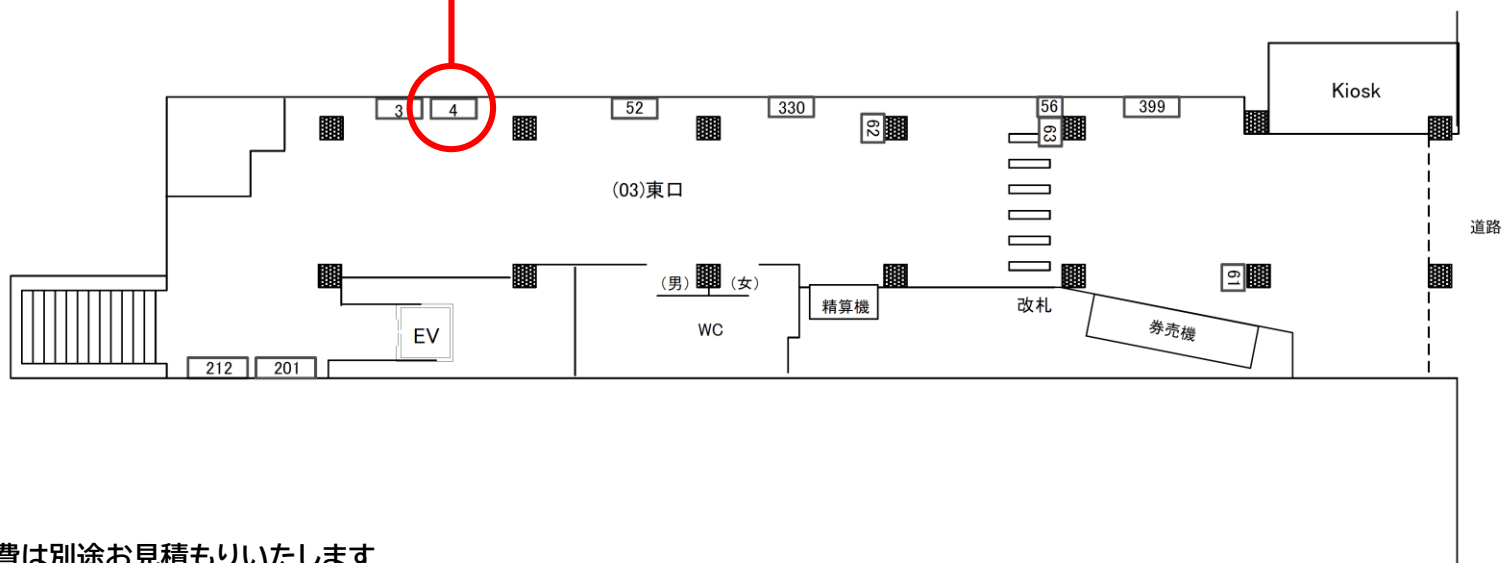 Kiosk
3
4
52
330
56
399
62
63
(03)東口
道路
(男)
(女)
61
精算機
改札
WC
券売機
EV
212
201
費は別途お見積もりいたします